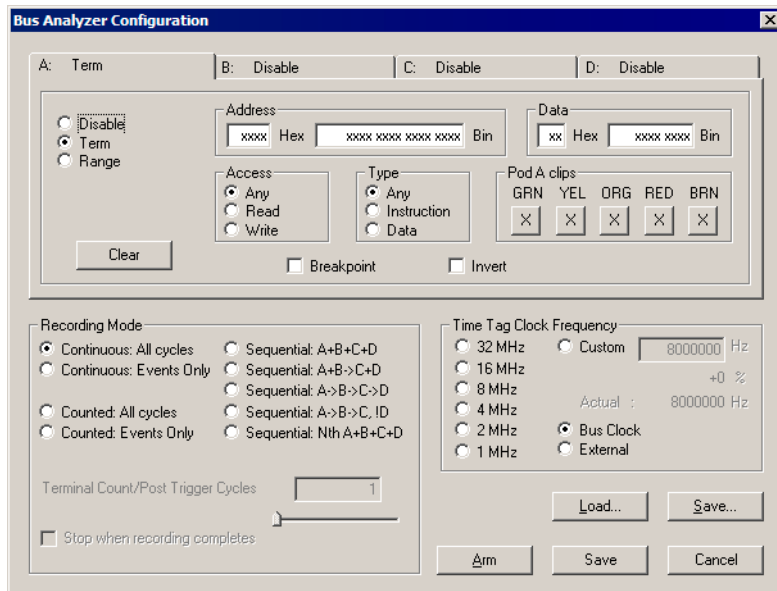 Bus Analyzer Configuration
A: Term
B: Disable
C: Disable
D: Disable
Disable
Term
Range
Clear
Address
xxxx Hex xxxx xxxx xxxx xxxx Bin
Data
xx Hex xxxx xxxx Bin
Access
Any
Read
Write
Type
Any
Instruction
Data
Pod A clips
GRN YEL ORG RED BRN
X X X X X
Breakpoint
Invert
Recording Mode
Continuous: All cycles
Continuous: Events Only
Counted: All cycles
Counted: Events Only
Sequential: A+B+C+D
Sequential: A+B->C+D
Sequential: A->B->C->D
Sequential: A->B->C, !D
Sequential: Nth A+B+C+D
Terminal Count/Post Trigger Cycles 1
Stop when recording completes
Time Tag Clock Frequency
32 MHz
16 MHz
8 MHz
4 MHz
2 MHz
1 MHz
Custom 8000000 Hz
+0 %
Actual : 8000000 Hz
Bus Clock
External
Load...
Save...
Arm
Save
Cancel